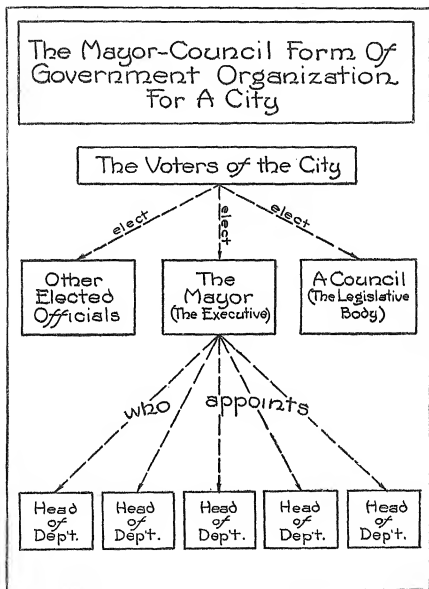 The Mayor-Council Form Of
Government Organization
For A City
The Voters of the City
elect
elect
elect
Other
Elected
Officials
The
Mayor
(The Executive)
A Council
(The Legislative
Body)
who appoints
Head
of
Dep't.
Head
of
Dep't.
Head
of
Dep't.
Head
of
Dep't.
Head
of
Dep't.